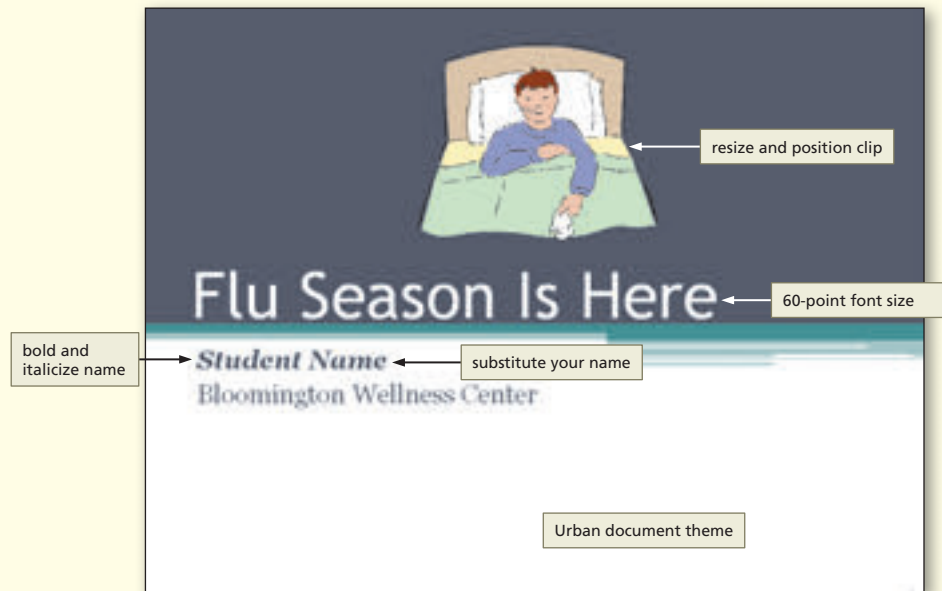 resize and position clip
Flu Season Is Here
60-point font size
bold and
italicize name
Student Name
substitute your name
Bloomington Wellness Center
Urban document theme